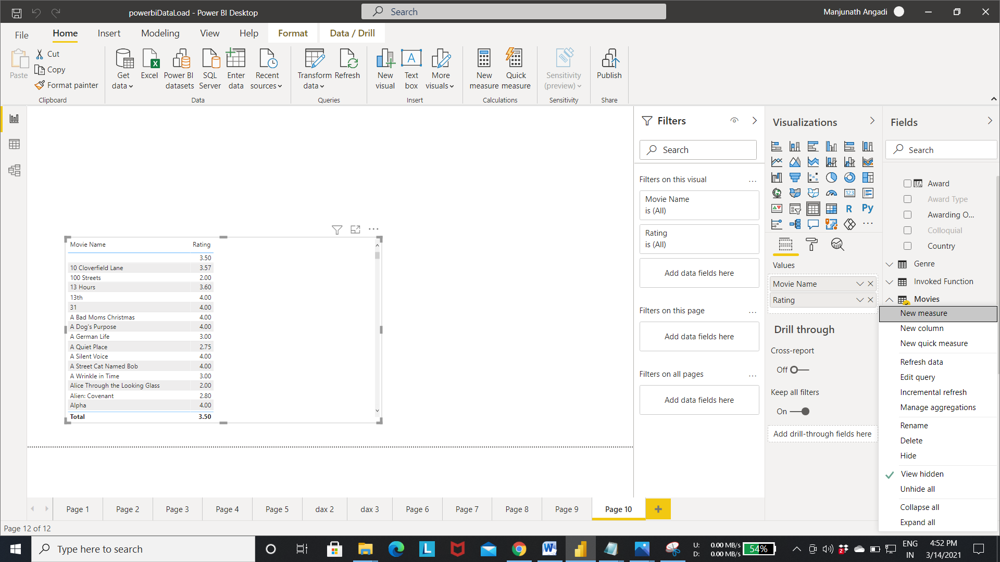 powerbiDataLoad - Power BI Desktop
Search
Manjunath Angadi
File
Home
Insert
Modeling
View
Help
Format
Data / Drill
Paste
Cut
Copy
Format painter
Clipboard
Get data
Excel
Power BI datasets
SQL Server
Enter data
Recent sources
Data
Transform data
Refresh
Queries
New visual
Text box
More visuals
Insert
New measure
Quick measure
Calculations
Sensitivity (preview)
Sensitivity
Publish
Share
Movie Name Rating
3.50
10 Cloverfield Lane 3.57
100 Streets 2.00
13 Hours 3.60
13th 4.00
31 4.00
A Bad Moms Christmas 4.00
A Dog's Purpose 4.00
A German Life 3.00
A Quiet Place 2.75
A Silent Voice 4.00
A Street Cat Named Bob 4.00
A Wrinkle in Time 3.00
Alice Through the Looking Glass 2.00
Alien: Covenant 2.80
Alpha 4.00
Total 3.50
Filters
Search
Filters on this visual
...
Movie Name
is (All)
Rating
is (All)
Add data fields here
Filters on this page
...
Add data fields here
Filters on all pages
...
Add data fields here
Visualizations
123
R
Py
...
Values
Movie Name
Rating
Drill through
Cross-report
Off
Keep all filters
On
Add drill-through fields here
Fields
Search
Award
Award Type
Awarding O...
Colloquial
Country
Genre
Invoked Function
Movies
New measure
New column
New quick measure
Refresh data
Edit query
Incremental refresh
Manage aggregations
Rename
Delete
Hide
View hidden
Unhide all
Collapse all
Expand all
Page 1
Page 2
Page 3
Page 4
Page 5
dax 2
dax 3
Page 6
Page 7
Page 8
Page 9
Page 10
+
Page 12 of 12
Type here to search
U: 0.00 MB/s
D: 0.00 MB/s
54%
2
ENG
IN
4:52 PM
3/14/2021